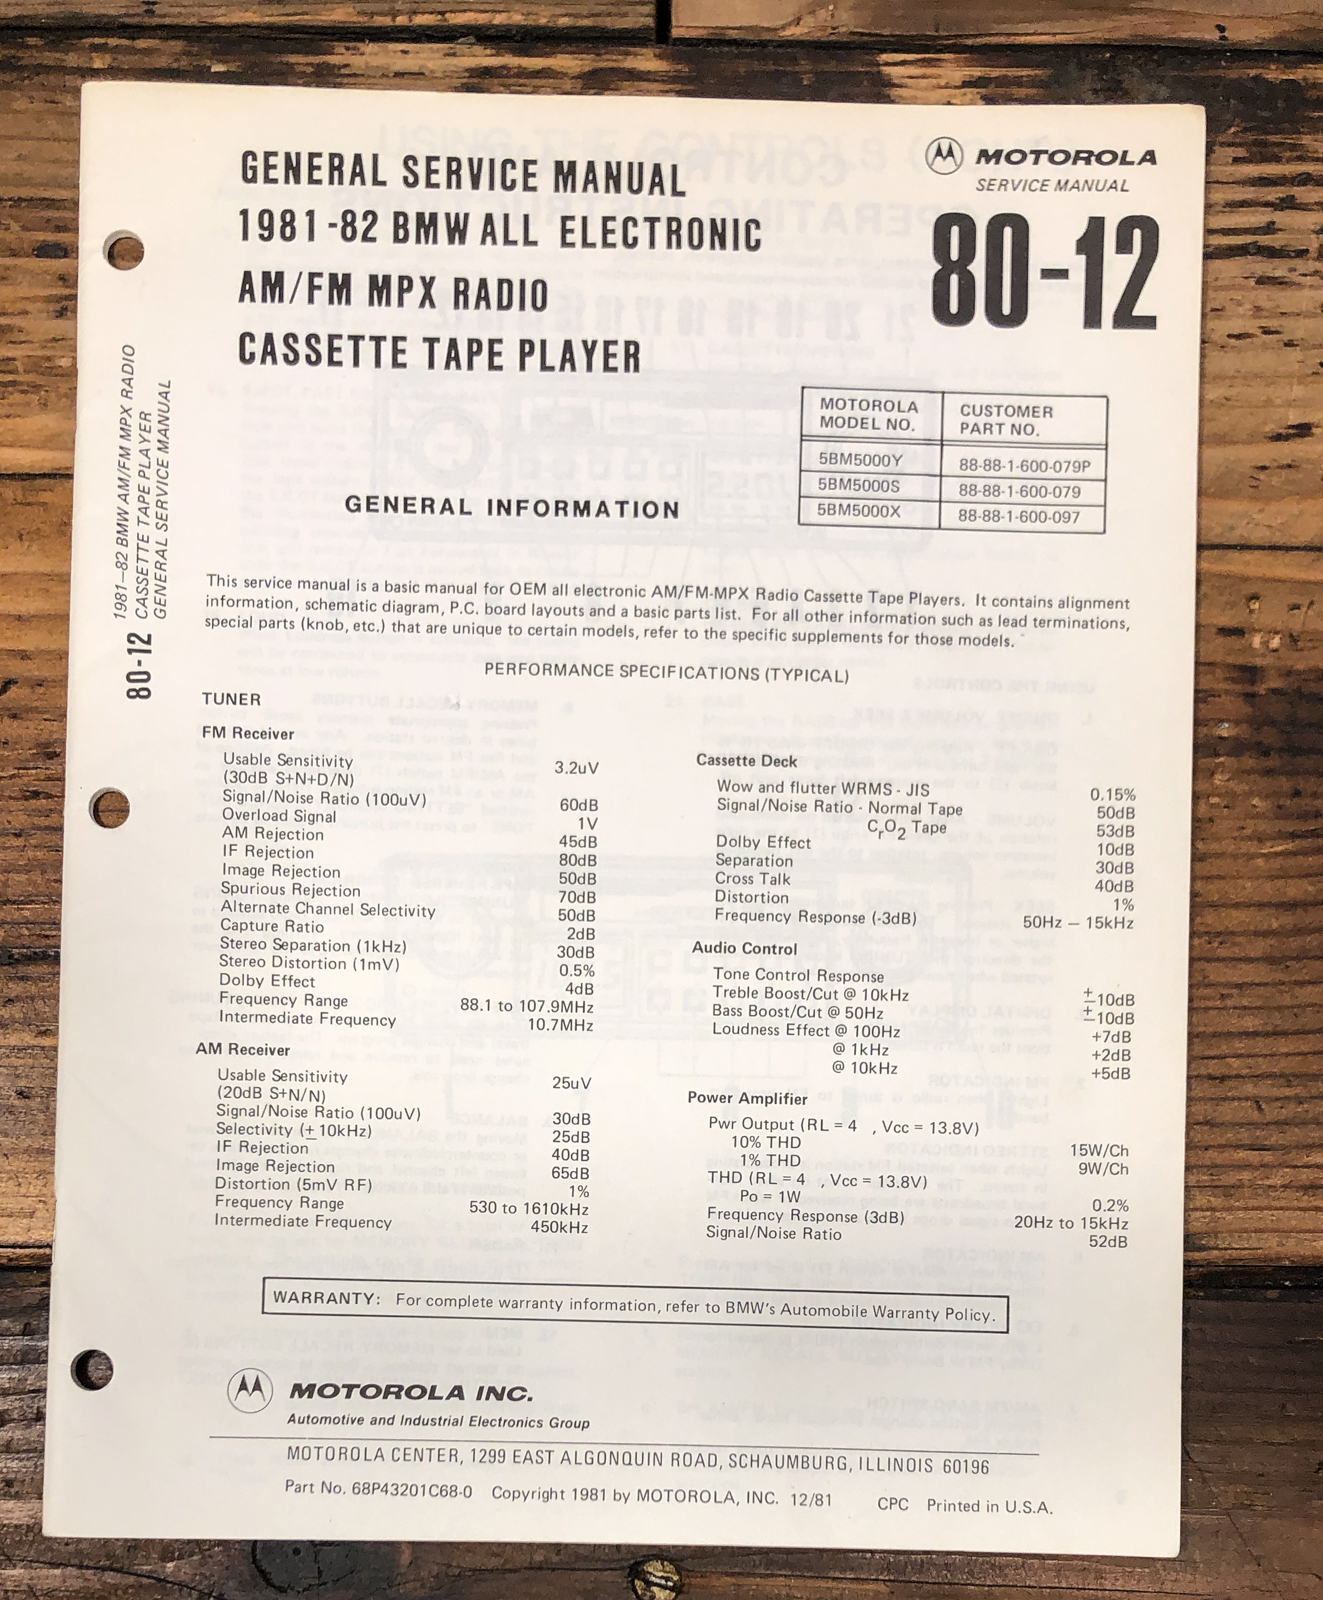 GENERAL SERVICE MANUAL
1981-82 BMW ALL ELECTRONIC
AM/FM MPX RADIO
CASSETTE TAPE PLAYER
MOTOROLA
SERVICE MANUAL
80-12
MOTOROLA MODEL NO. CUSTOMER PART NO.
5BM5000Y 88-88-1-600-079P
5BM5000S 88-88-1-600-079
5BM5000X 88-88-1-600-097
1981–82 BMW AM/FM MPX RADIO
CASSETTE TAPE PLAYER
GENERAL SERVICE MANUAL
80-12
GENERAL INFORMATION
This service manual is a basic manual for OEM all electronic AM/FM-MPX Radio Cassette Tape Players. It contains alignment
information, schematic diagram, P.C. board layouts and a basic parts list. For all other information such as lead terminations,
special parts (knob, etc.) that are unique to certain models, refer to the specific supplements for those models.
PERFORMANCE SPECIFICATIONS (TYPICAL)
TUNER
FM Receiver
Usable Sensitivity 3.2uV
(30dB S+N+D/N)
Signal/Noise Ratio (100uV) 60dB
Overload Signal 1V
AM Rejection 45dB
IF Rejection 80dB
Image Rejection 50dB
Spurious Rejection 70dB
Alternate Channel Selectivity 50dB
Capture Ratio 2dB
Stereo Separation (1kHz) 30dB
Stereo Distortion (1mV) 0.5%
Dolby Effect 4dB
Frequency Range 88.1 to 107.9MHz
Intermediate Frequency 10.7MHz
AM Receiver
Usable Sensitivity 25uV
(20dB S+N/N)
Signal/Noise Ratio (100uV) 30dB
Selectivity (± 10kHz) 25dB
IF Rejection 40dB
Image Rejection 65dB
Distortion (5mV RF) 1%
Frequency Range 530 to 1610kHz
Intermediate Frequency 450kHz
Cassette Deck
Wow and flutter WRMS - JIS 0.15%
Signal/Noise Ratio - Normal Tape 50dB
CrO2 Tape 53dB
Dolby Effect 10dB
Separation 30dB
Cross Talk 40dB
Distortion 1%
Frequency Response (-3dB) 50Hz – 15kHz
Audio Control
Tone Control Response
Treble Boost/Cut @ 10kHz ±10dB
Bass Boost/Cut @ 50Hz ±10dB
Loudness Effect @ 100Hz +7dB
@ 1kHz +2dB
@ 10kHz +5dB
Power Amplifier
Pwr Output (RL = 4 , Vcc = 13.8V)
10% THD 15W/Ch
1% THD 9W/Ch
THD (RL = 4 , Vcc = 13.8V)
Po = 1W 0.2%
Frequency Response (3dB) 20Hz to 15kHz
Signal/Noise Ratio 52dB
WARRANTY: For complete warranty information, refer to BMW's Automobile Warranty Policy.
MOTOROLA INC.
Automotive and Industrial Electronics Group
MOTOROLA CENTER, 1299 EAST ALGONQUIN ROAD, SCHAUMBURG, ILLINOIS 60196
Part No. 68P43201C68-0 Copyright 1981 by MOTOROLA, INC. 12/81 CPC Printed in U.S.A.